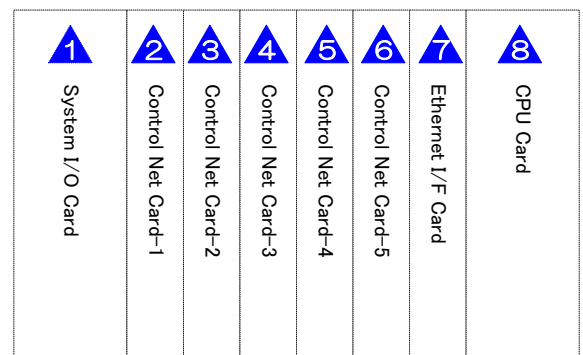 1
System I/O Card
2
Control Net Card-1
3
Control Net Card-2
4
Control Net Card-3
5
Control Net Card-4
6
Control Net Card-5
7
Ethernet I/F Card
8
CPU Card